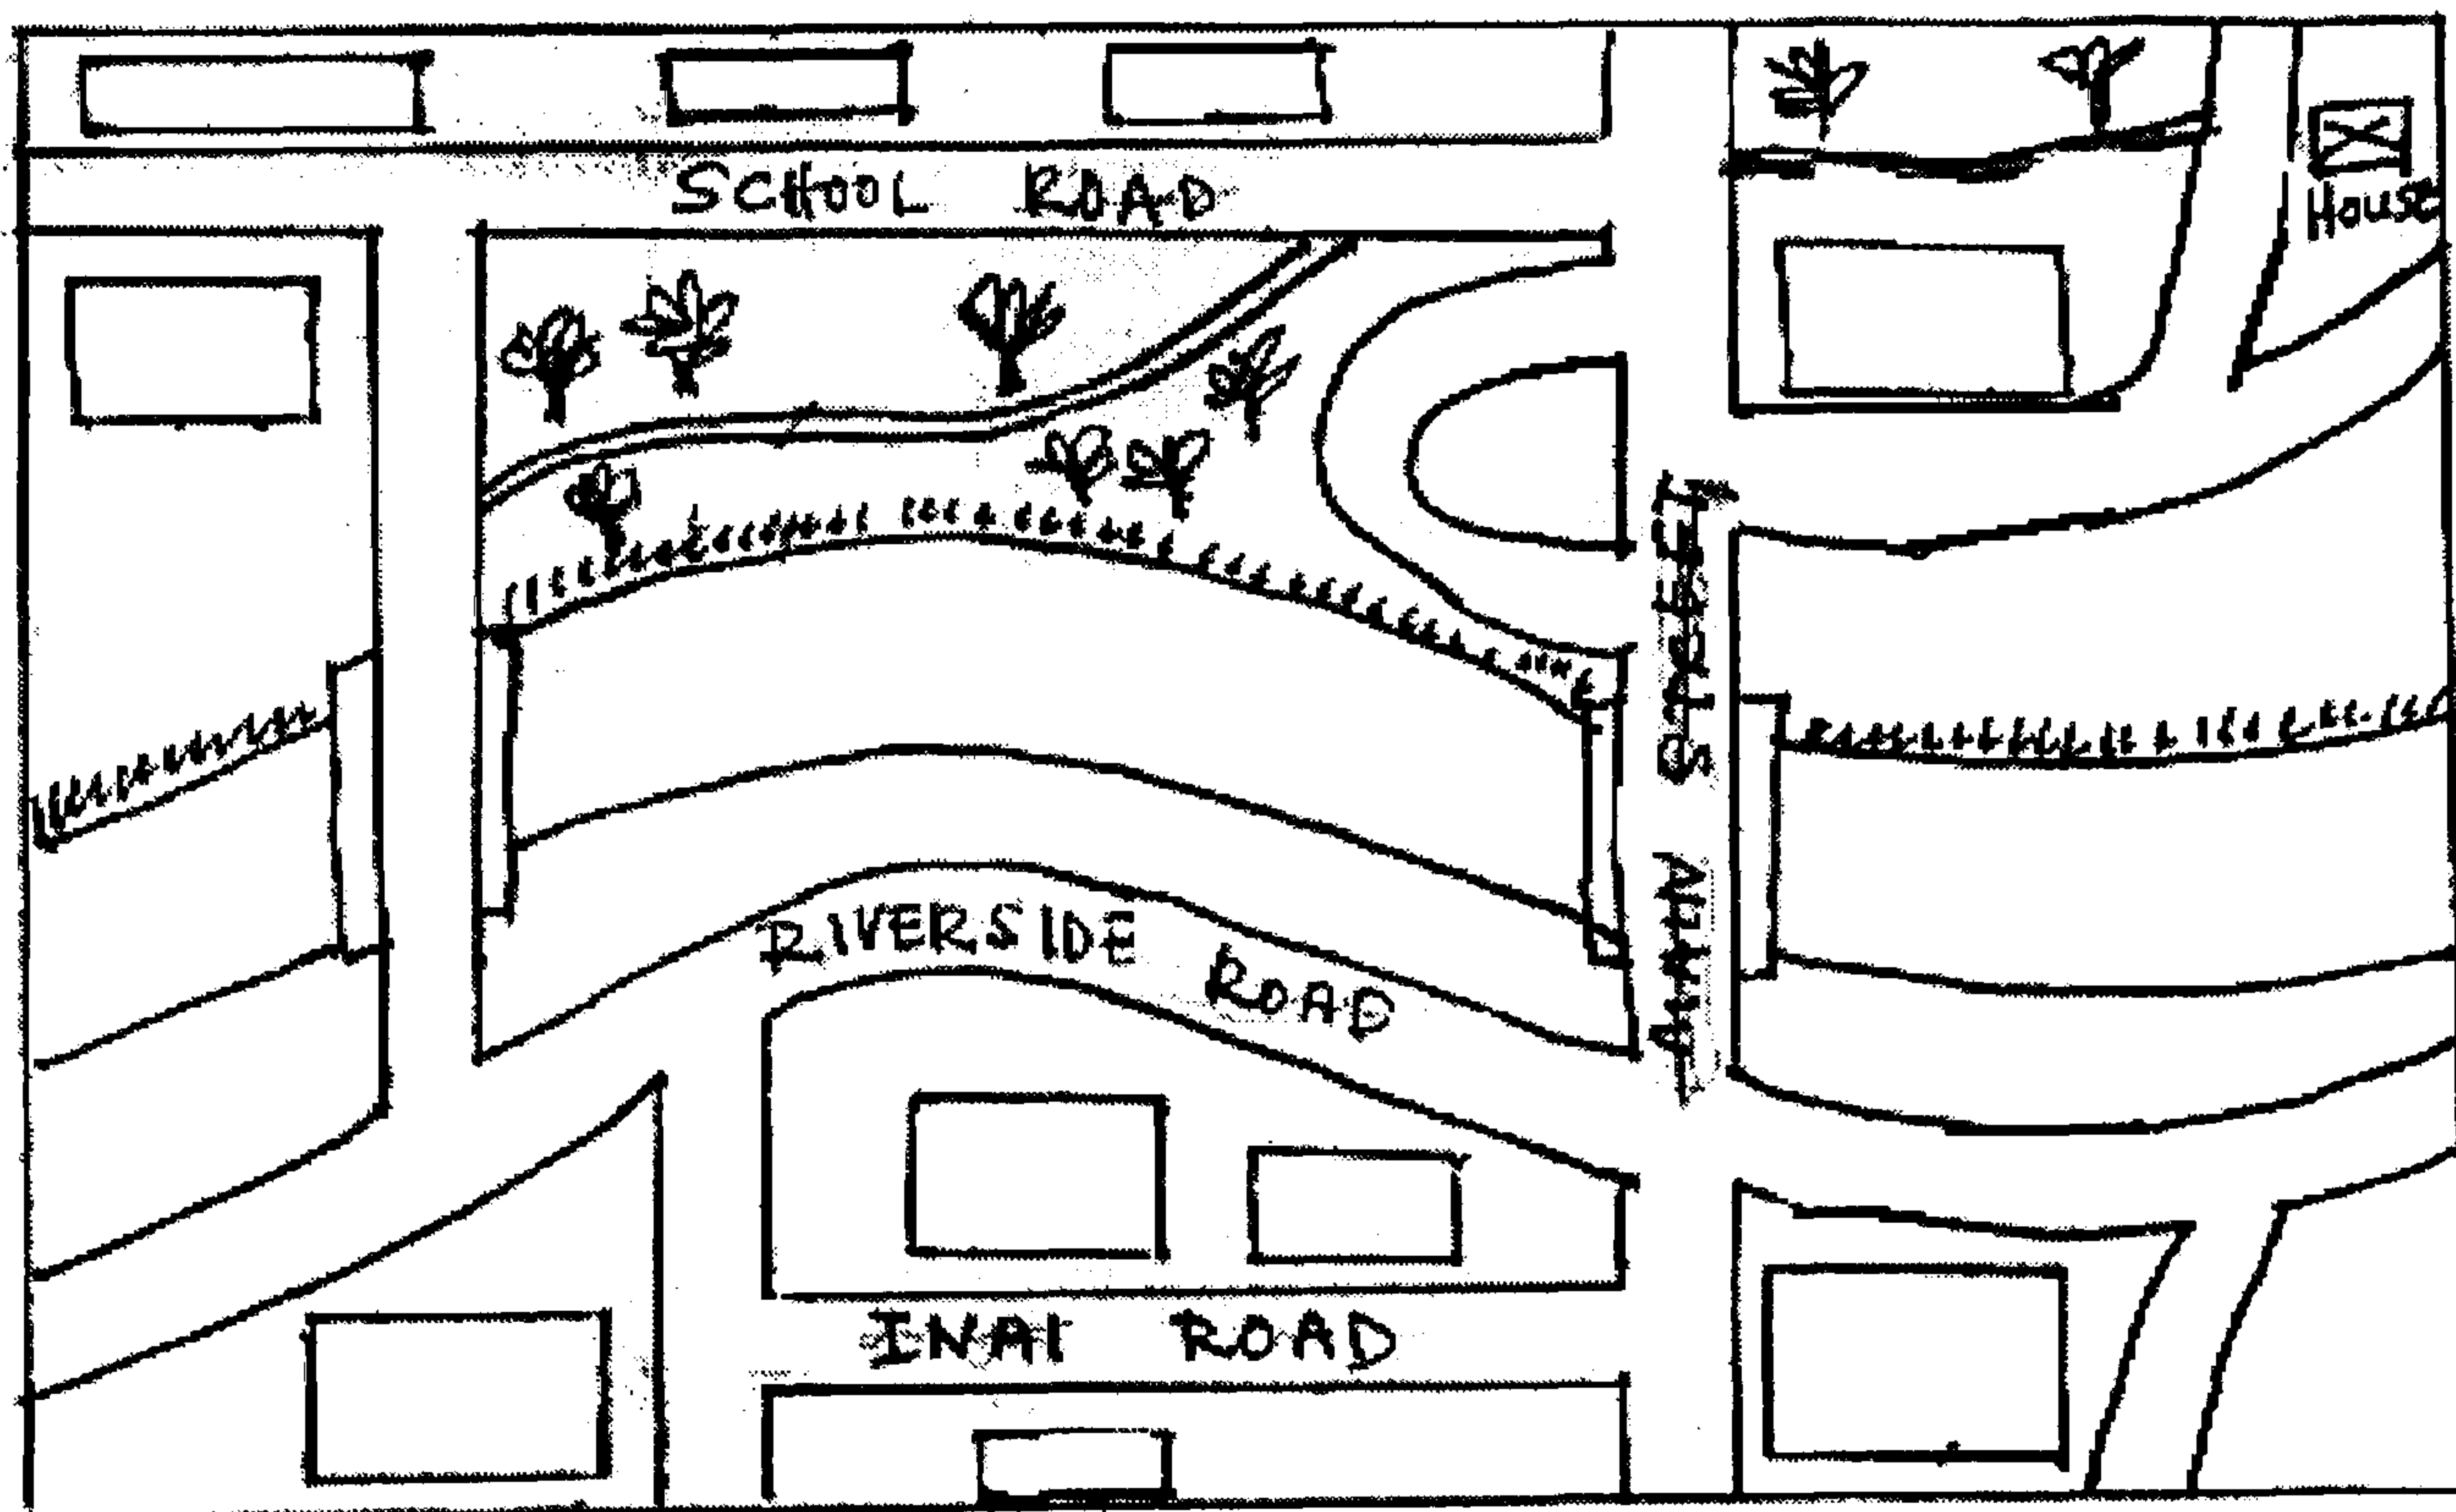 SCHOOL ROAD
House
MAIN STREET
RIVERSIDE ROAD
INAI ROAD